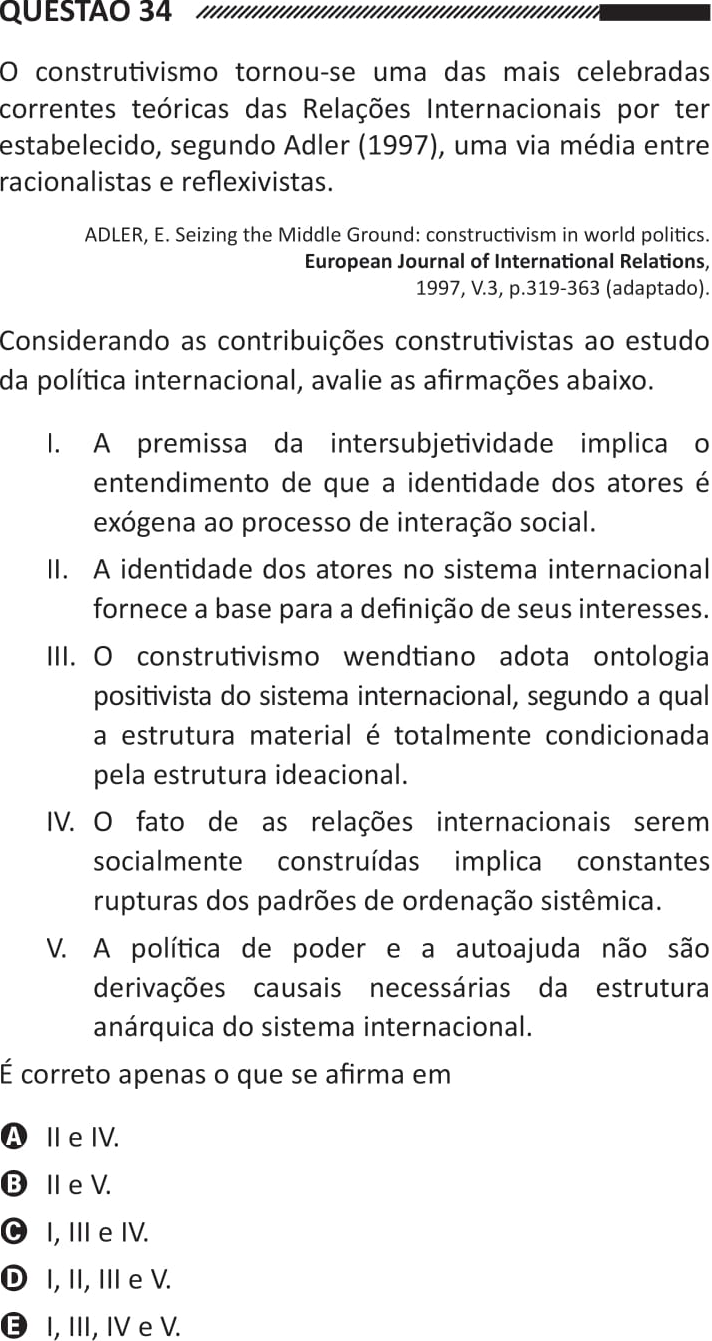 QUESTÃO 34
O construtivismo tornou-se uma das mais celebradas
correntes teóricas das Relações Internacionais por ter
estabelecido, segundo Adler (1997), uma via média entre
racionalistas e reflexivistas.
ADLER, E. Seizing the Middle Ground: constructivism in world politics.
European Journal of International Relations,
1997, V.3, p.319-363 (adaptado).
Considerando as contribuições construtivistas ao estudo
da política internacional, avalie as afirmações abaixo.
I. A premissa da intersubjetividade implica o
entendimento de que a identidade dos atores é
exógena ao processo de interação social.
II. A identidade dos atores no sistema internacional
fornece a base para a definição de seus interesses.
III. O construtivismo wendtiano adota ontologia
positivista do sistema internacional, segundo a qual
a estrutura material é totalmente condicionada
pela estrutura ideacional.
IV. O fato de as relações internacionais serem
socialmente construídas implica constantes
rupturas dos padrões de ordenação sistêmica.
V. A política de poder e a autoajuda não são
derivações causais necessárias da estrutura
anárquica do sistema internacional.
É correto apenas o que se afirma em
A II e IV.
B II e V.
C I, III e IV.
D I, II, III e V.
E I, III, IV e V.